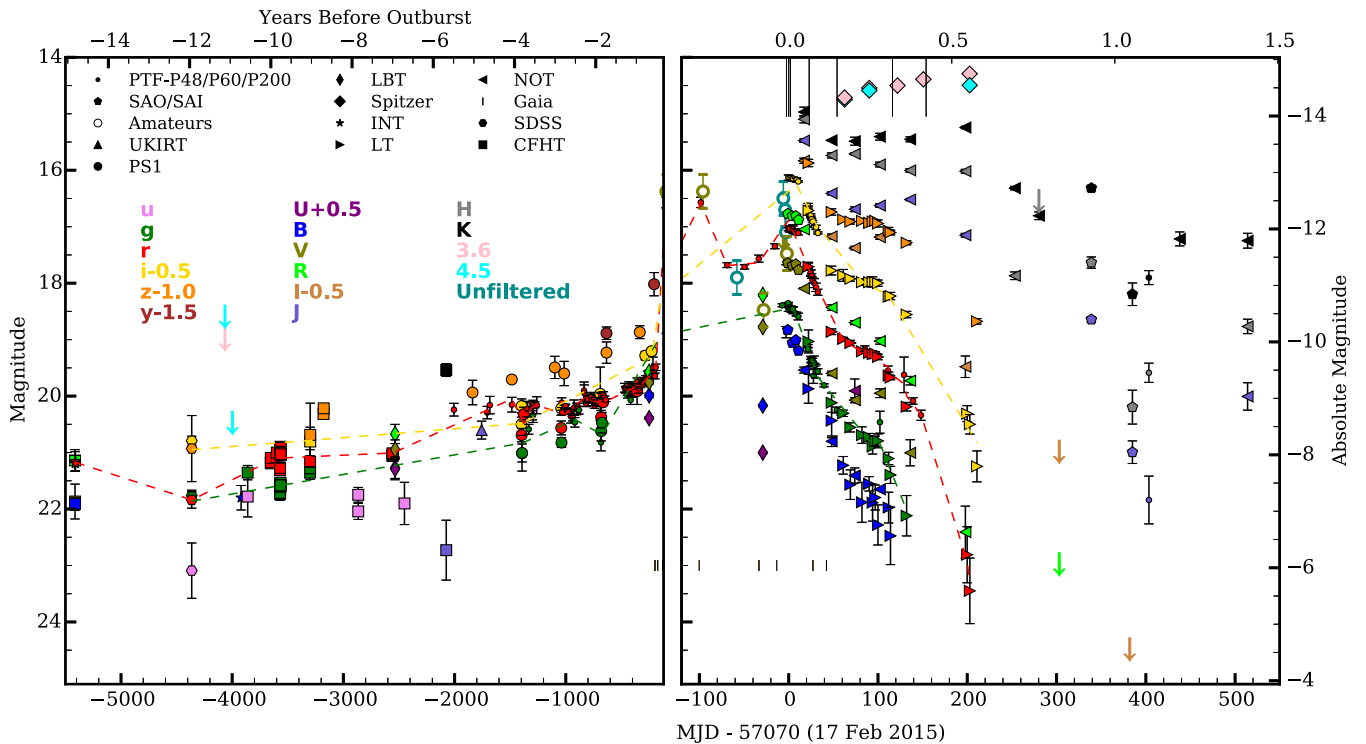 Years Before Outburst
−14 −12 −10 −9 −7 −6 −4 −2 −1
0.0 0.5 1.0 1.5
14
16
18
20
22
24
Magnitude
PTF-P48/P60/P200
SAO/SAI
Amateurs
UKIRT
PS1
LBT
Spitzer
INT
LT
NOT
Gaia
SDSS
CFHT
u
g
r
i-0.5
z-1.0
y-1.5
U+0.5
B
V
R
I-0.5
J
H
K
3.6
4.5
Unfiltered
−14
−12
−10
−8
−6
−4
Absolute Magnitude
−5000 −4000 −3000 −2000 −1000
−100 0 100 200 300 400 500
MJD - 57070 (17 Feb 2015)